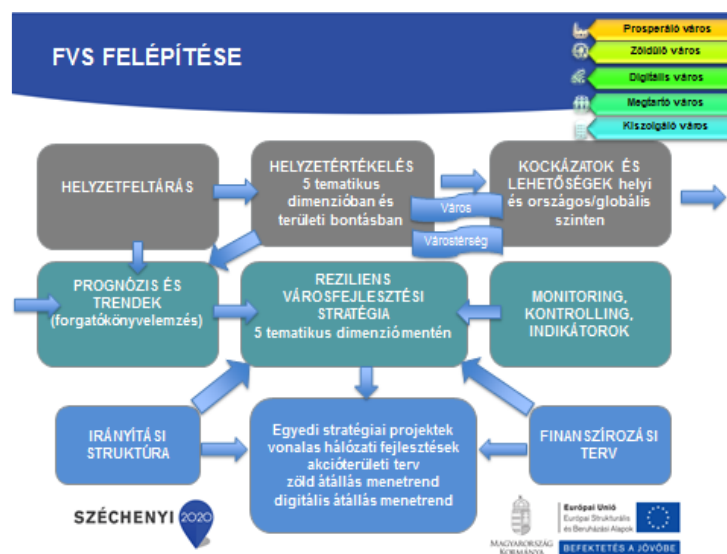 FVS FELÉPÍTÉSE
Prosperáló város
Zöldülő város
Digitális város
Megtartó város
Kiszolgáló város
HELYZETFELTÁRÁS
HELYZETÉRTÉKELÉS
5 tematikus
dimenzióban és
területi bontásban
Város
Várostérség
KOCKÁZATOK ÉS
LEHETŐSÉGEK helyi
és országos/globális
szinten
PROGNÓZIS ÉS
TRENDEK
(forgatókönyvelemzés)
REZILIENS
VÁROSFEJLESZTÉSI
STRATÉGIA
5 tematikus dimenzió mentén
MONITORING,
KONTROLLING,
INDIKÁTOROK
IRÁNYÍTÁSI
STRUKTÚRA
Egyedi stratégiai projektek
vonalas hálózati fejlesztések
akcióterületi terv
zöld átállás menetrend
digitális átállás menetrend
FINANSZÍROZÁSI
TERV
SZÉCHENYI 2020
MAGYARORSZÁG
KORMÁNYA
Európai Unió
Európai Strukturális
és Beruházási Alapok
BEFEKTETÉS A JÖVŐBE